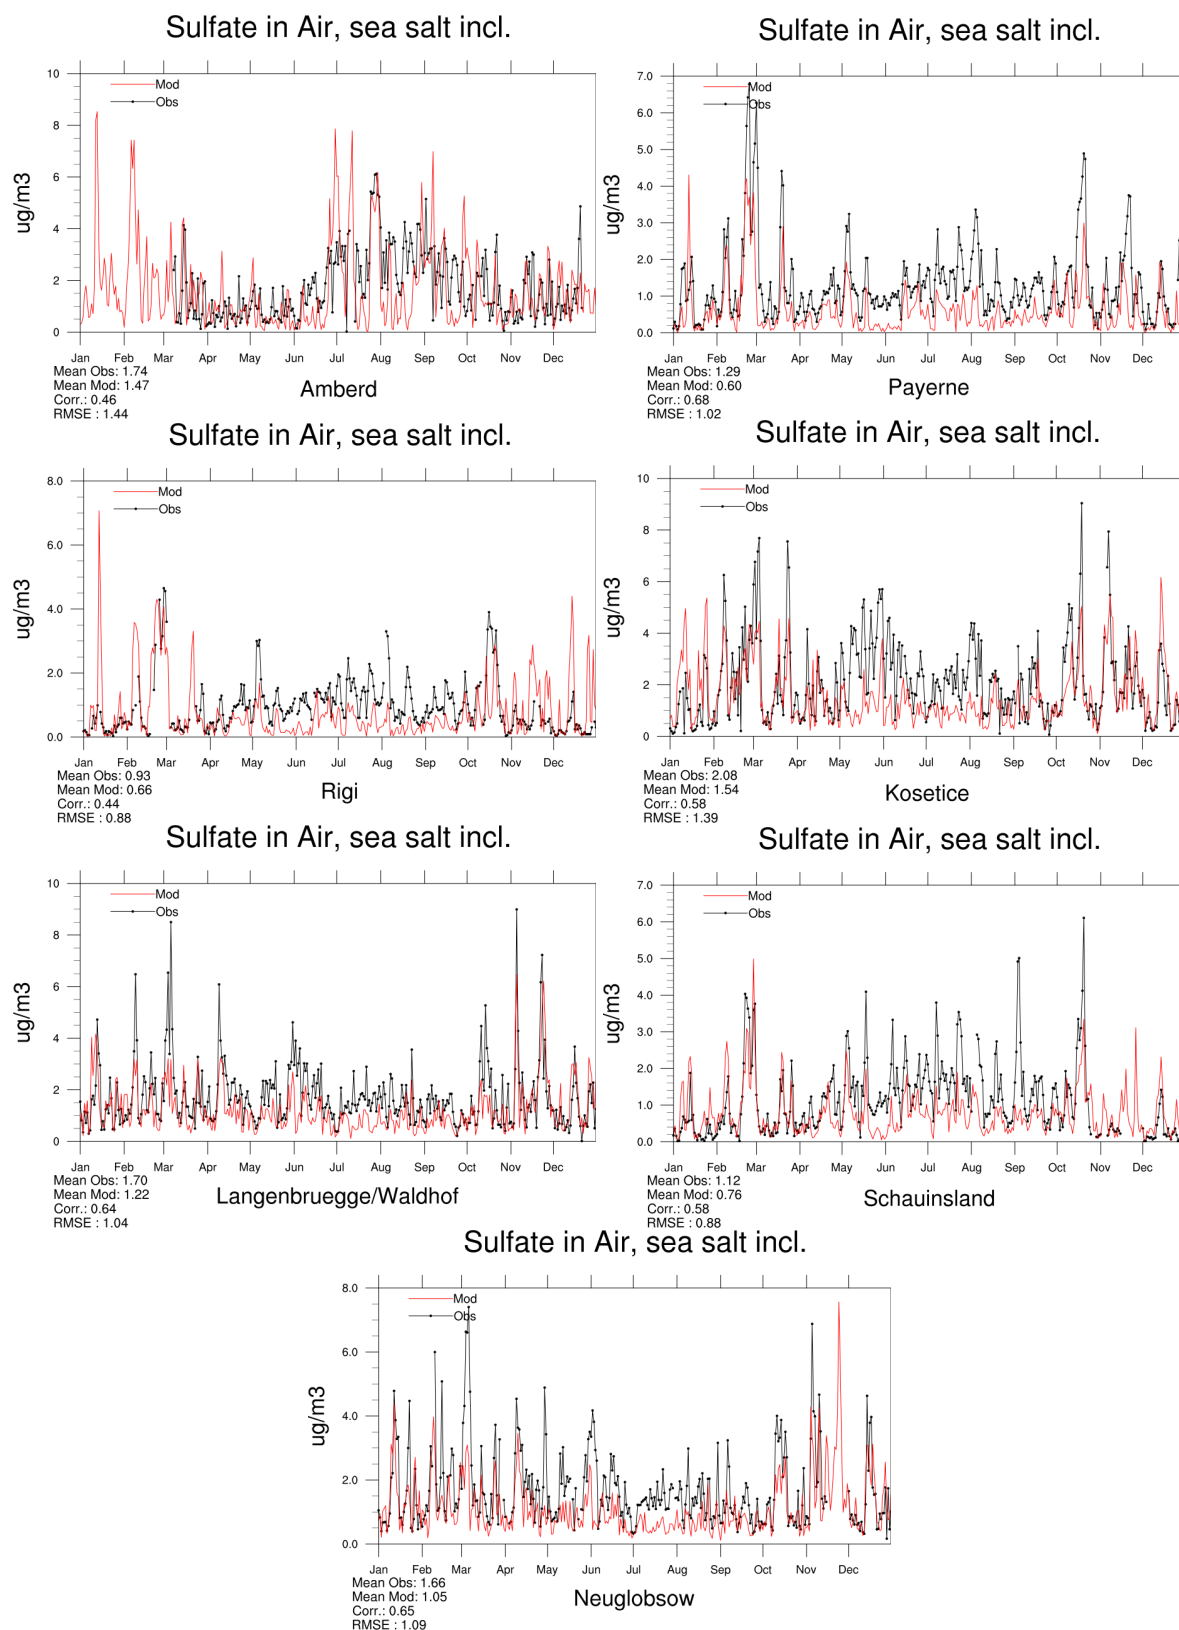 Sulfate in Air, sea salt incl.
10
8
6
4
2
0
ug/m3
Mod
Obs
Jan Feb Mar Apr May Jun Jul Aug Sep Oct Nov Dec
Mean Obs: 1.74
Mean Mod: 1.47
Corr.: 0.46
RMSE : 1.44
Amberd
Sulfate in Air, sea salt incl.
7.0
6.0
5.0
4.0
3.0
2.0
1.0
0.0
ug/m3
Mod
Obs
Jan Feb Mar Apr May Jun Jul Aug Sep Oct Nov Dec
Mean Obs: 1.29
Mean Mod: 0.60
Corr.: 0.68
RMSE : 1.02
Payerne
Sulfate in Air, sea salt incl.
8.0
6.0
4.0
2.0
0.0
ug/m3
Mod
Obs
Jan Feb Mar Apr May Jun Jul Aug Sep Oct Nov Dec
Mean Obs: 0.93
Mean Mod: 0.66
Corr.: 0.44
RMSE : 0.88
Rigi
Sulfate in Air, sea salt incl.
10
8
6
4
2
0
ug/m3
Mod
Obs
Jan Feb Mar Apr May Jun Jul Aug Sep Oct Nov Dec
Mean Obs: 2.08
Mean Mod: 1.54
Corr.: 0.58
RMSE : 1.39
Kosetice
Sulfate in Air, sea salt incl.
10
8
6
4
2
0
ug/m3
Mod
Obs
Jan Feb Mar Apr May Jun Jul Aug Sep Oct Nov Dec
Mean Obs: 1.70
Mean Mod: 1.22
Corr.: 0.64
RMSE : 1.04
Langenbruegge/Waldhof
Sulfate in Air, sea salt incl.
7.0
6.0
5.0
4.0
3.0
2.0
1.0
0.0
ug/m3
Mod
Obs
Jan Feb Mar Apr May Jun Jul Aug Sep Oct Nov Dec
Mean Obs: 1.12
Mean Mod: 0.76
Corr.: 0.58
RMSE : 0.88
Schauinsland
Sulfate in Air, sea salt incl.
8.0
6.0
4.0
2.0
0.0
ug/m3
Mod
Obs
Jan Feb Mar Apr May Jun Jul Aug Sep Oct Nov Dec
Mean Obs: 1.66
Mean Mod: 1.05
Corr.: 0.65
RMSE : 1.09
Neuglobsow